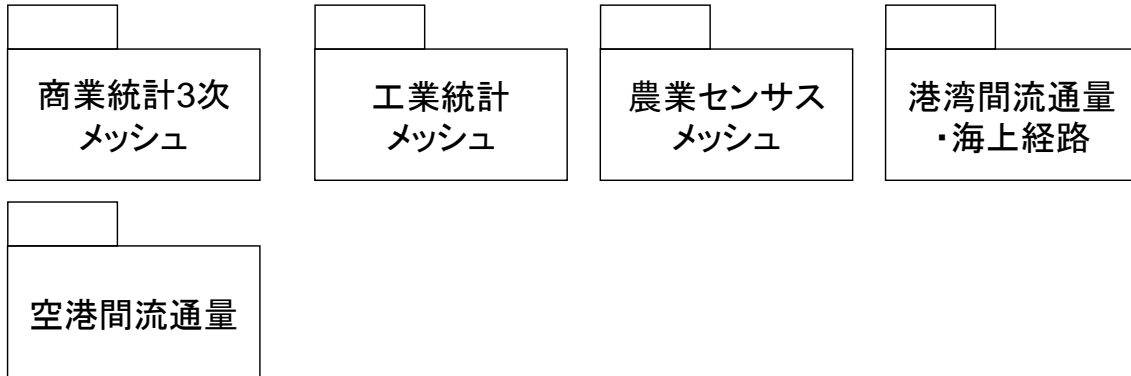 商業統計3次
メッシュ
工業統計
メッシュ
農業センサス
メッシュ
港湾間流通量
・海上経路
空港間流通量